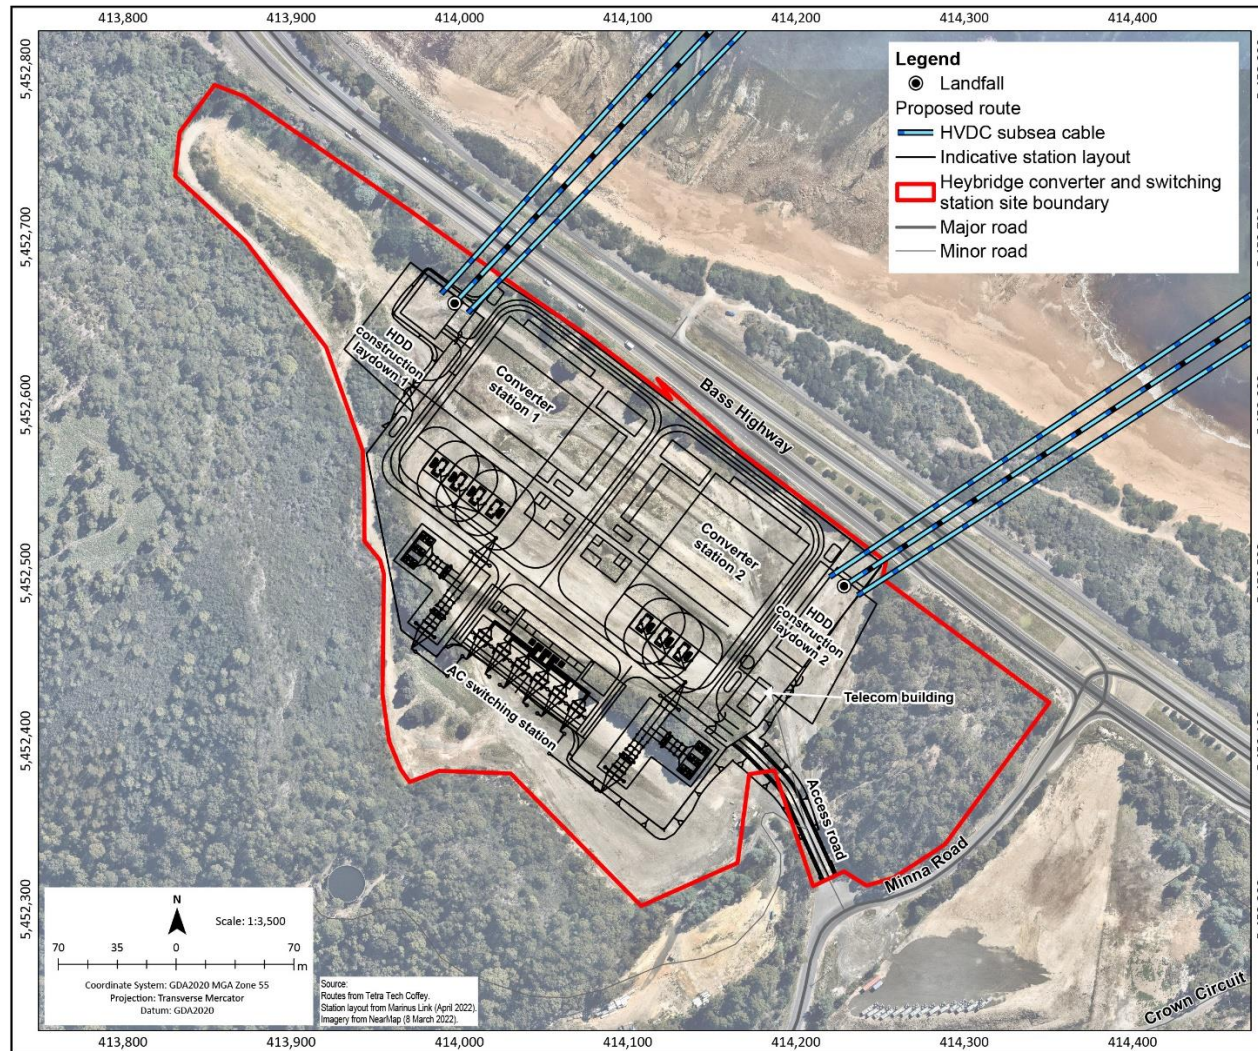 413,800 413,900 414,000 414,100 414,200 414,300 414,400
5,452,800
5,452,700
5,452,600
5,452,500
5,452,400
5,452,300
Legend
Landfall
Proposed route
HVDC subsea cable
Indicative station layout
Heybridge converter and switching
station site boundary
Major road
Minor road
HDD
construction
laydown 1
Converter
station 1
Bass Highway
Converter
station 2
HDD
construction
laydown 2
AC switching station
Telecom building
Access road
Minna Road
Crown Circuit
N
Scale: 1:3,500
70 35 0 70
m
Coordinate System: GDA2020 MGA Zone 55
Projection: Transverse Mercator
Datum: GDA2020
Source:
Routes from Tetra Tech Coffey.
Station layout from Marinus Link (April 2022).
Imagery from NearMap (8 March 2022).
413,800 413,900 414,000 414,100 414,200 414,300 414,400